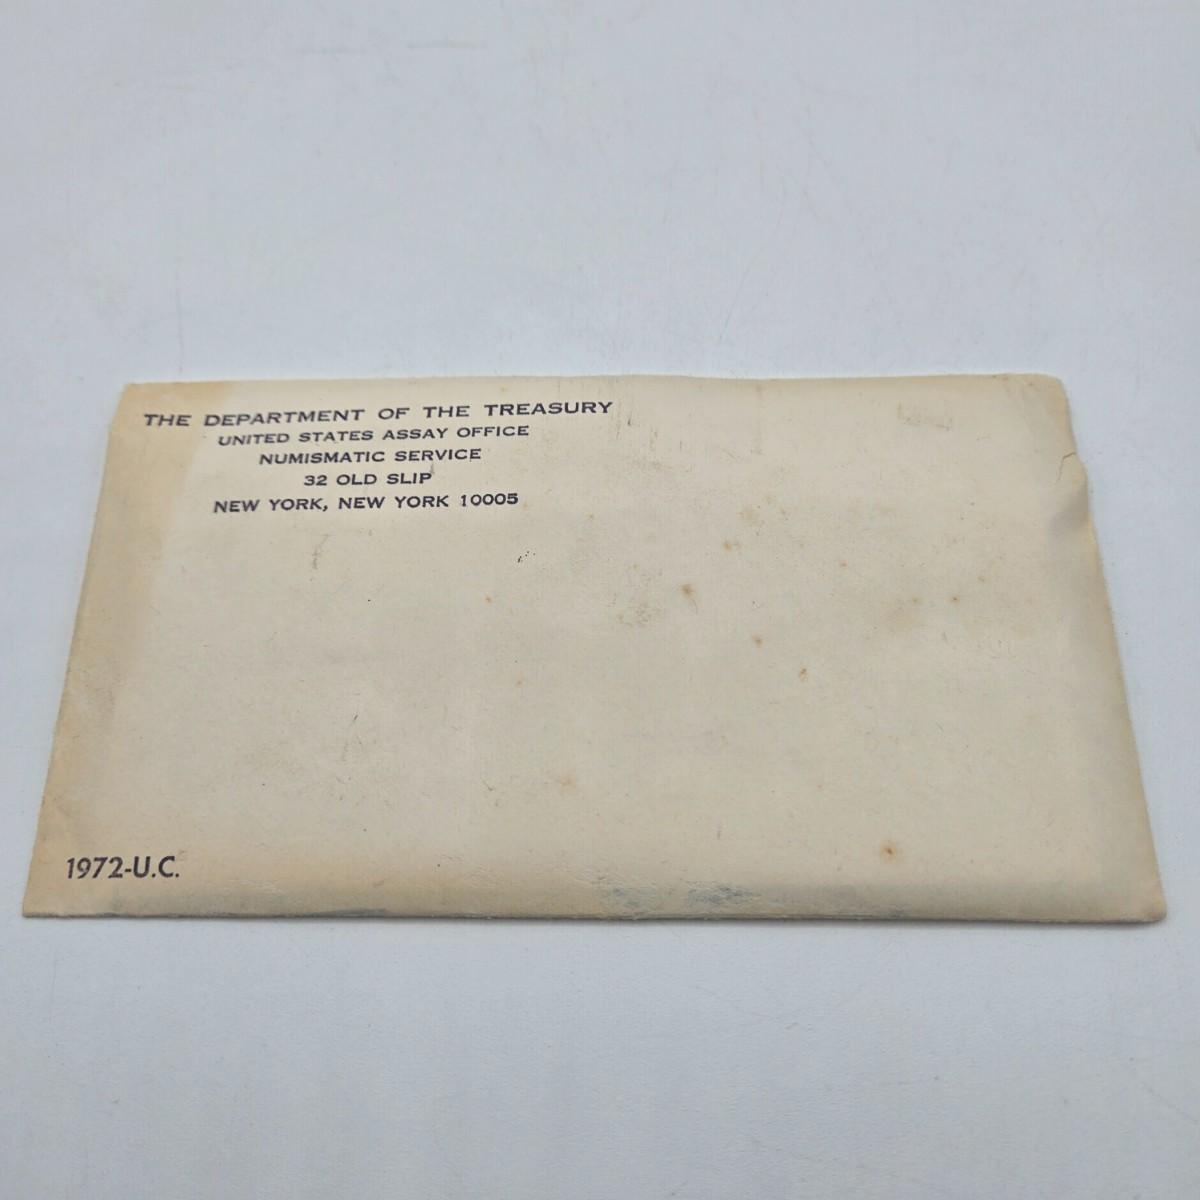 THE DEPARTMENT OF THE TREASURY
UNITED STATES ASSAY OFFICE
NUMISMATIC SERVICE
32 OLD SLIP
NEW YORK, NEW YORK 10005
1972-U.C.